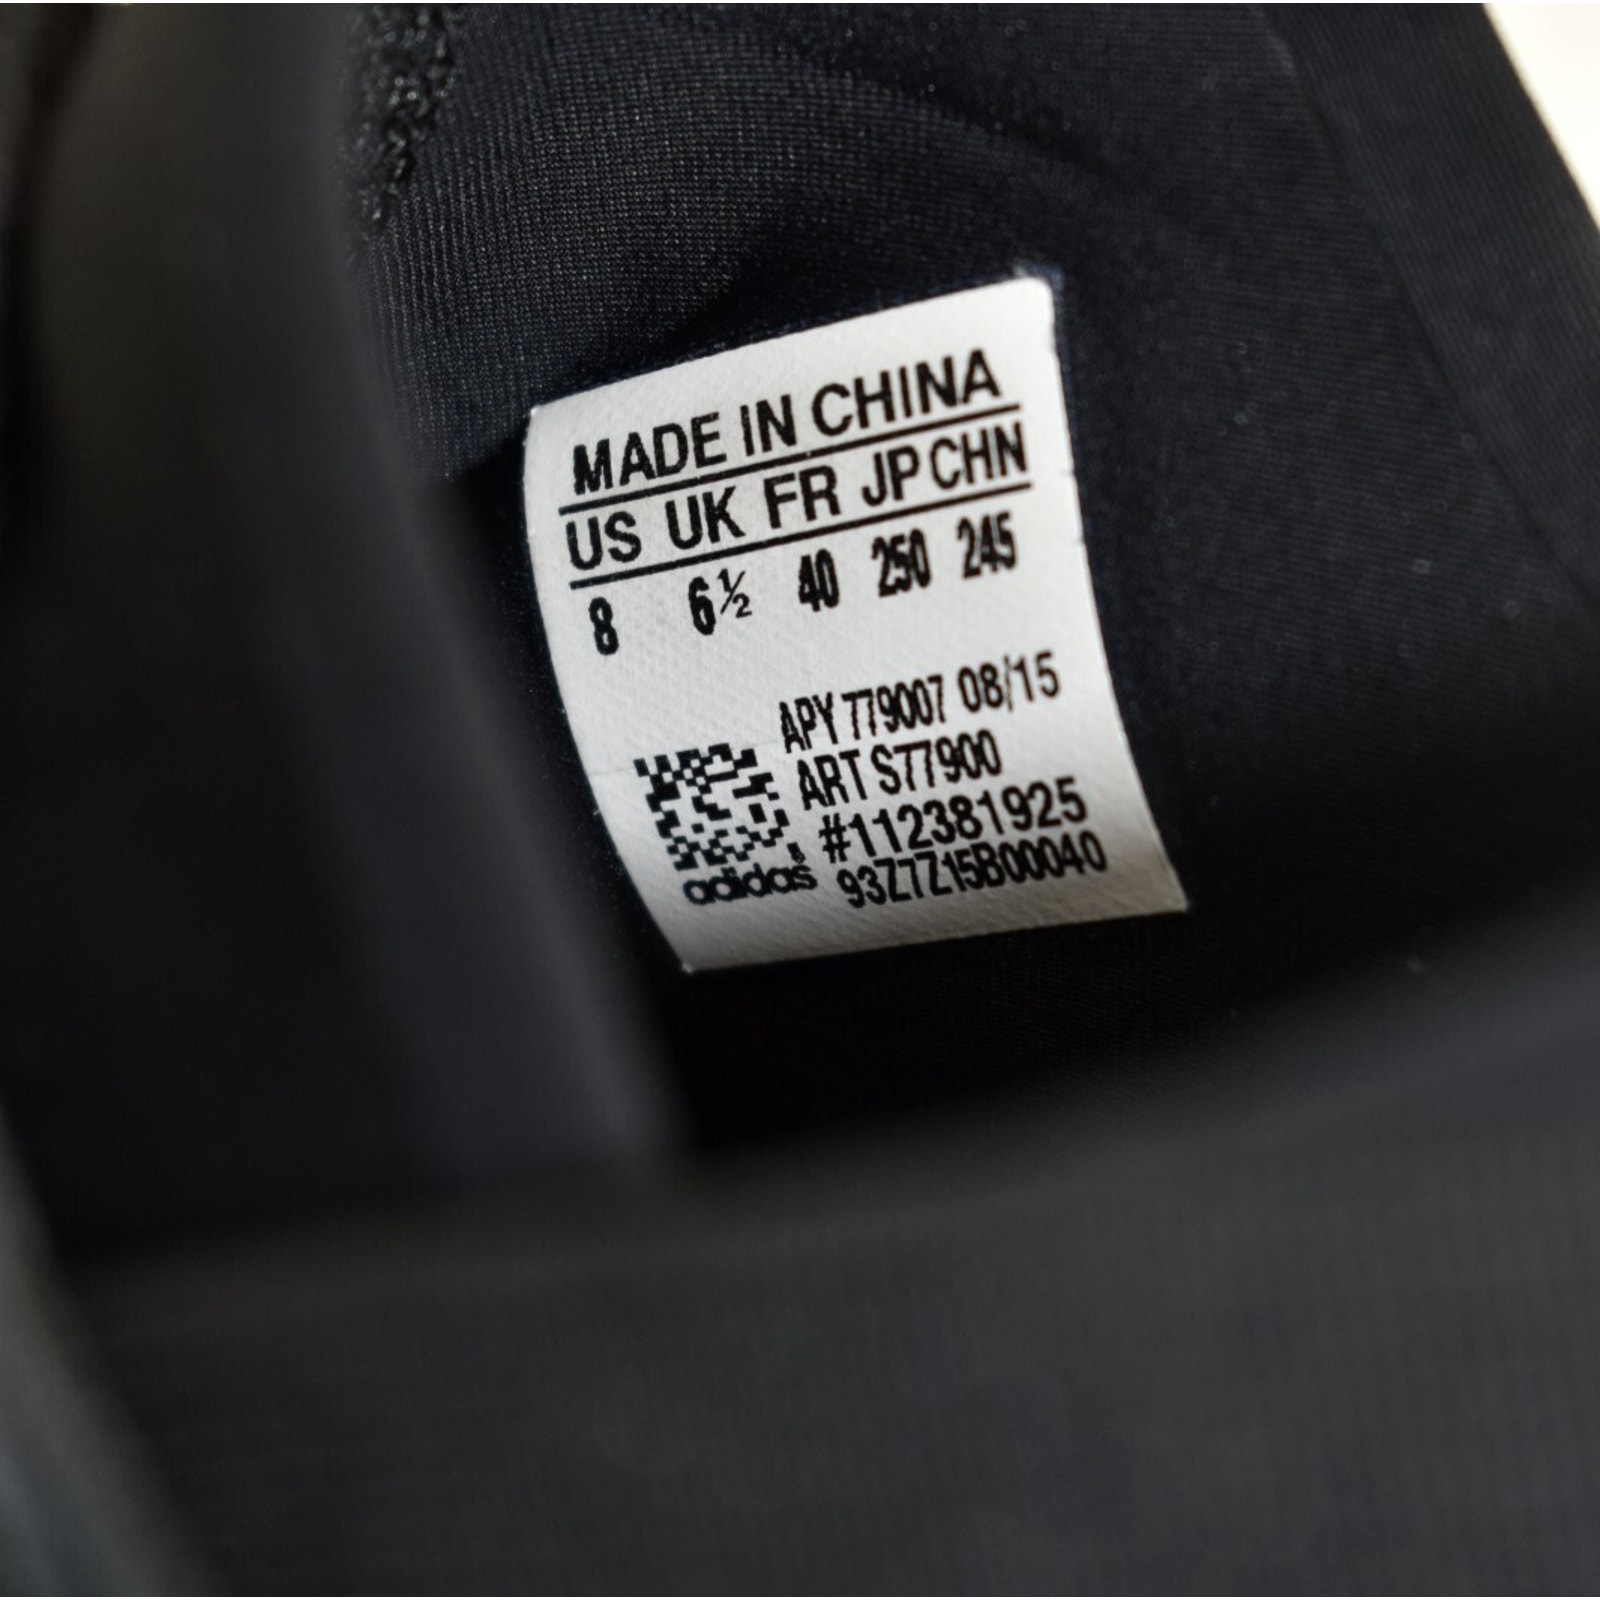 MADE IN CHINA
US UK FR JP CHN
8 6½ 40 250 245
APY 779007 08/15
ART S77900
#112381925
adidas 93Z7Z15B00040